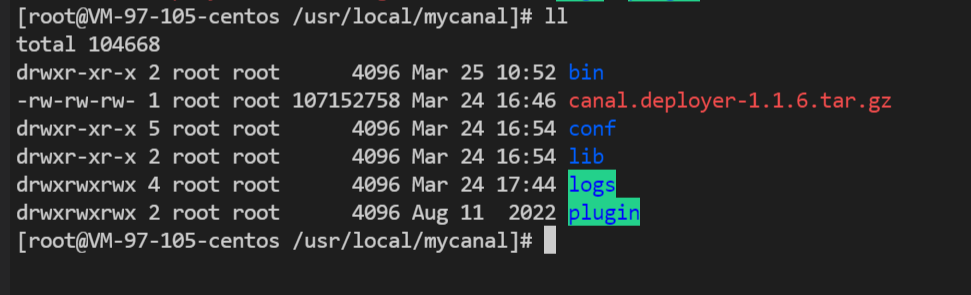 [root@VM-97-105-centos /usr/local/mycanal]# ll
total 104668
drwxr-xr-x 2 root root      4096 Mar 25 10:52 bin
-rw-rw-rw- 1 root root 107152758 Mar 24 16:46 canal.deployer-1.1.6.tar.gz
drwxr-xr-x 5 root root      4096 Mar 24 16:54 conf
drwxr-xr-x 2 root root      4096 Mar 24 16:54 lib
drwxrwxrwx 4 root root      4096 Mar 24 17:44 logs
drwxrwxrwx 2 root root      4096 Aug 11  2022 plugin
[root@VM-97-105-centos /usr/local/mycanal]#